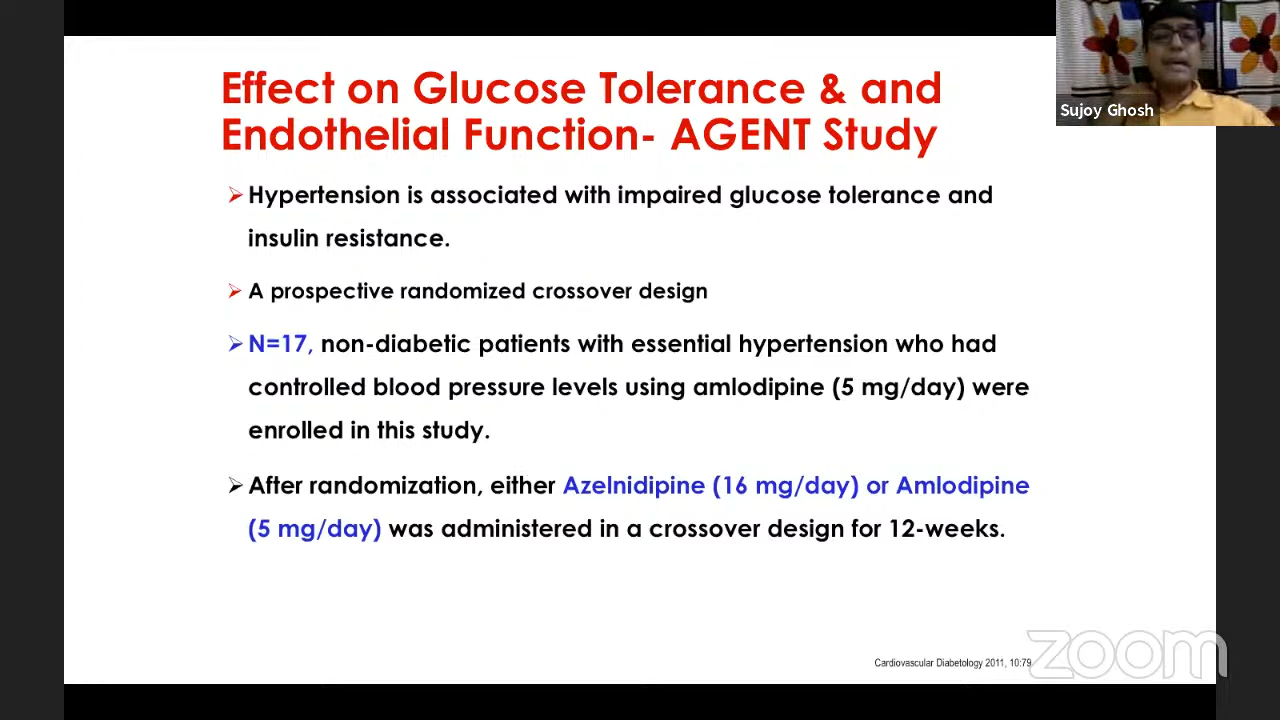 Effect on Glucose Tolerance & and
Endothelial Function- AGENT Study
Sujoy Ghosh
➢ Hypertension is associated with impaired glucose tolerance and
insulin resistance.
➢ A prospective randomized crossover design
➢ N=17, non-diabetic patients with essential hypertension who had
controlled blood pressure levels using amlodipine (5 mg/day) were
enrolled in this study.
➢ After randomization, either Azelnidipine (16 mg/day) or Amlodipine
(5 mg/day) was administered in a crossover design for 12-weeks.
Cardiovascular Diabetology 2011, 10:79
zoom